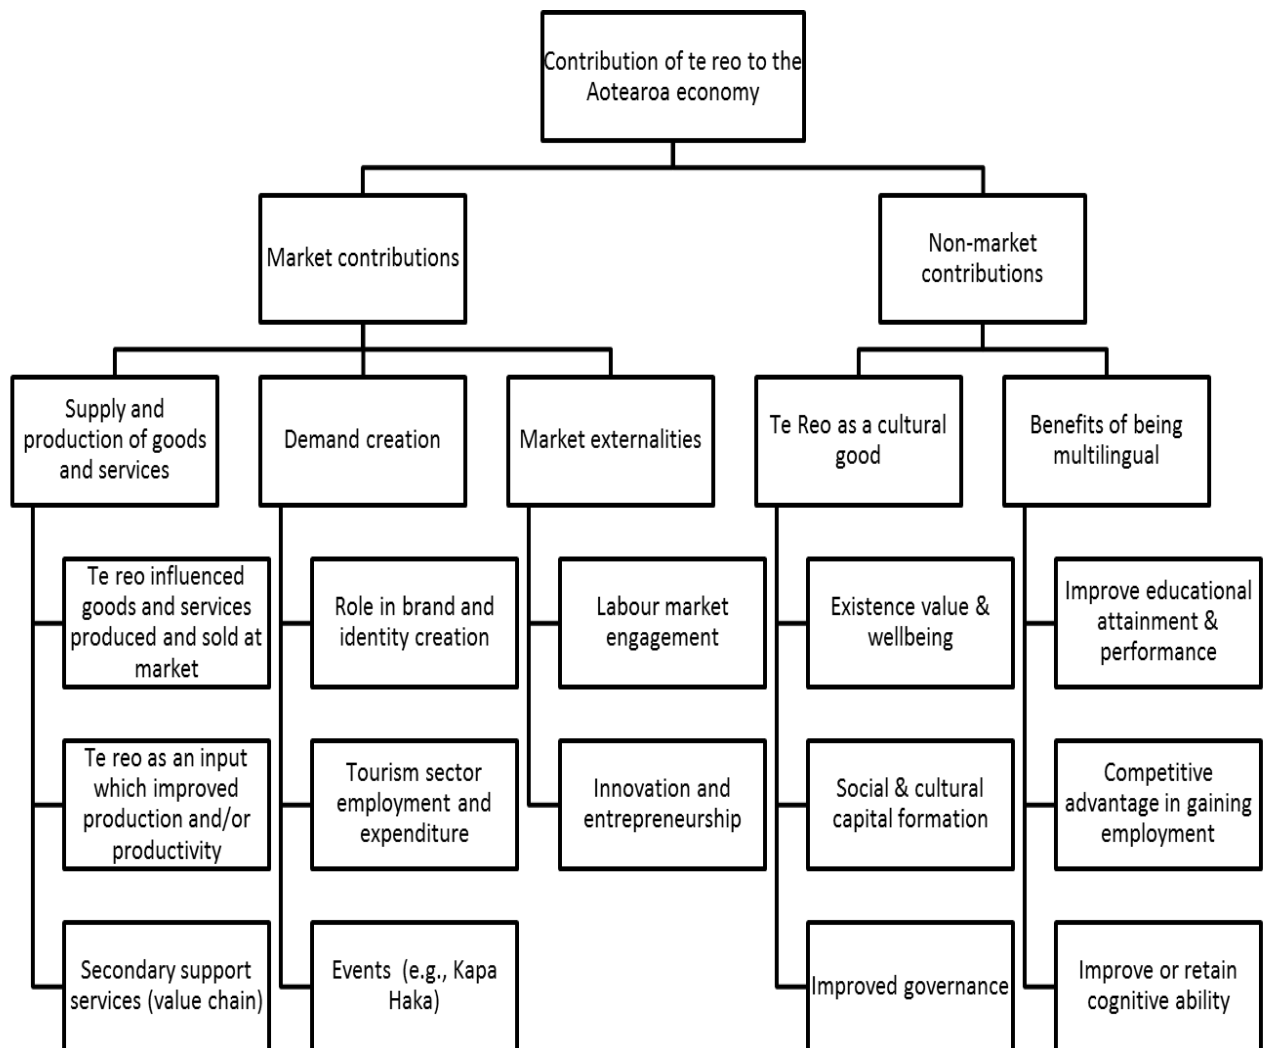 Contribution of te reo to the
Aotearoa economy
Market contributions
Non-market
contributions
Supply and
production of goods
and services
Demand creation
Market externalities
Te Reo as a cultural
good
Benefits of being
multilingual
Te reo influenced
goods and services
produced and sold at
market
Role in brand and
identity creation
Labour market
engagement
Existence value &
wellbeing
Improve educational
attainment &
performance
Te reo as an input
which improved
production and/or
productivity
Tourism sector
employment and
expenditure
Innovation and
entrepreneurship
Social & cultural
capital formation
Competitive
advantage in gaining
employment
Secondary support
services (value chain)
Events (e.g., Kapa
Haka)
Improved governance
Improve or retain
cognitive ability